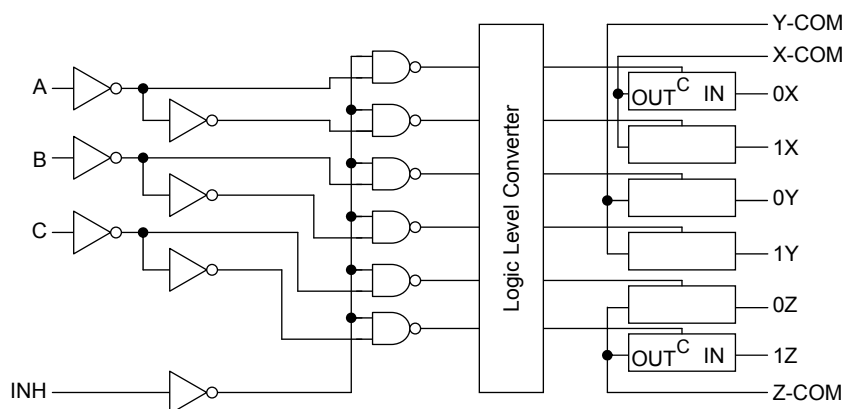 Y-COM
X-COM
A
OUT C IN
0X
1X
B
0Y
C
1Y
0Z
OUT C IN
1Z
INH
Z-COM
Logic Level Converter